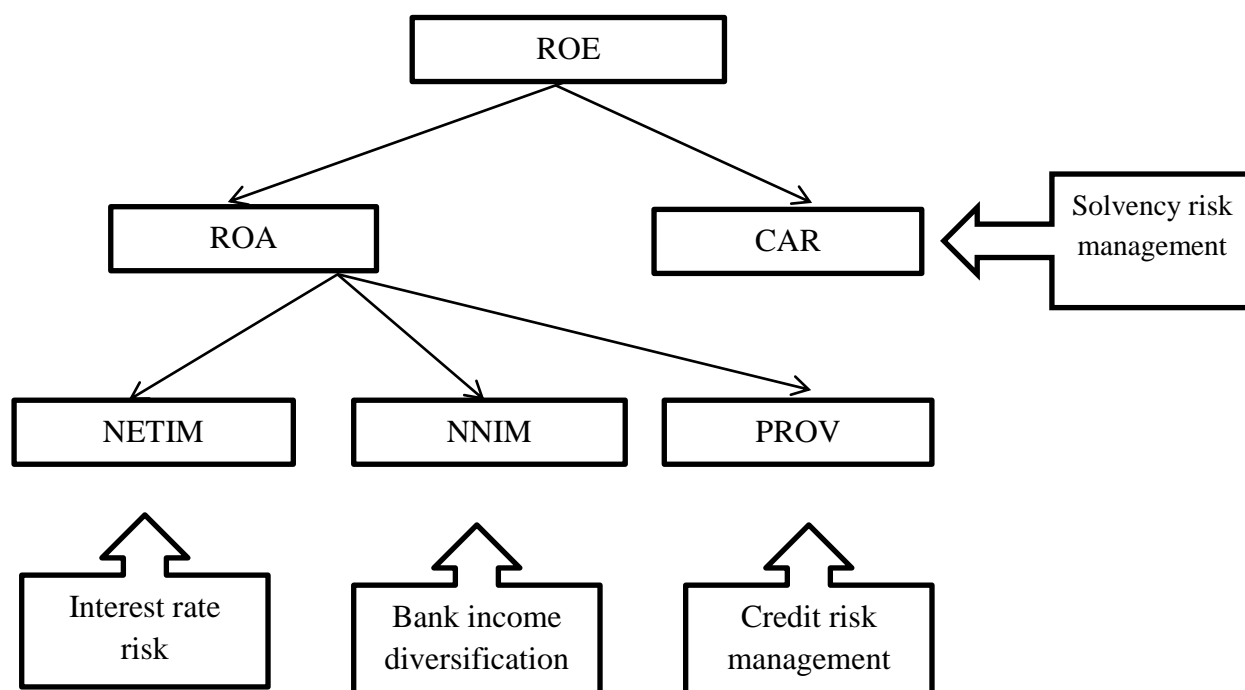 ROE
ROA
CAR
Solvency risk
management
NETIM
NNIM
PROV
Interest rate
risk
Bank income
diversification
Credit risk
management